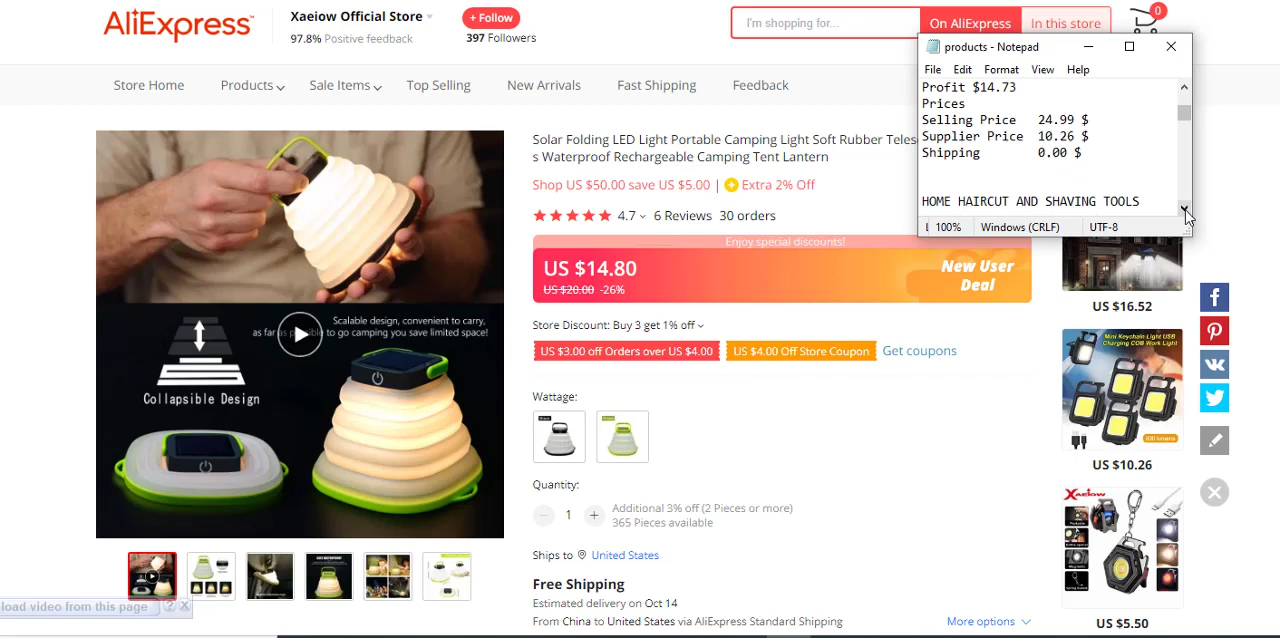 AliExpress
Xaeiow Official Store
97.8% Positive feedback
+ Follow
397 Followers
I'm shopping for...
On AliExpress
In this store
0
Store Home
Products
Sale Items
Top Selling
New Arrivals
Fast Shipping
Feedback
products - Notepad
File Edit Format View Help
Profit $14.73
Prices
Selling Price 24.99 $
Supplier Price 10.26 $
Shipping 0.00 $
HOME HAIRCUT AND SHAVING TOOLS
100%
Windows (CRLF)
UTF-8
Solar Folding LED Light Portable Camping Light Soft Rubber Teles
s Waterproof Rechargeable Camping Tent Lantern
Shop US $50.00 save US $5.00 | Extra 2% Off
4.7 6 Reviews 30 orders
Enjoy special discounts!
US $14.80
US $20.00 -26%
New User
Deal
Store Discount: Buy 3 get 1% off
US $3.00 off Orders over US $4.00
US $4.00 Off Store Coupon
Get coupons
Wattage:
Quantity:
1
Additional 3% off (2 Pieces or more)
365 Pieces available
Ships to United States
Free Shipping
Estimated delivery on Oct 14
From China to United States via AliExpress Standard Shipping
More options
Scalable design, convenient to carry,
as far as possible to go camping you save limited space!
Collapsible Design
load video from this page ? X
US $16.52
Mini Keychain Light USB
Charging COB Work Light
US $10.26
Xaeiow
US $5.50